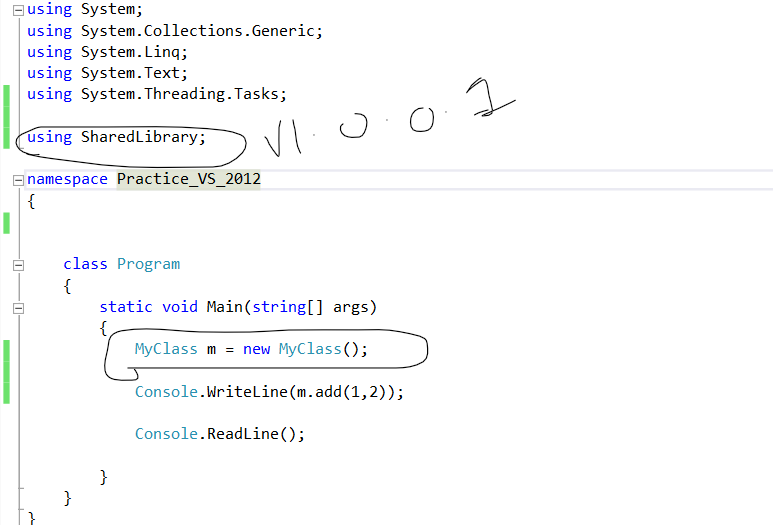 using System;
using System.Collections.Generic;
using System.Linq;
using System.Text;
using System.Threading.Tasks;
using SharedLibrary;
V1.0.0.1
namespace Practice_VS_2012
{
class Program
{
static void Main(string[] args)
{
MyClass m = new MyClass();
Console.WriteLine(m.add(1,2));
Console.ReadLine();
}
}
}